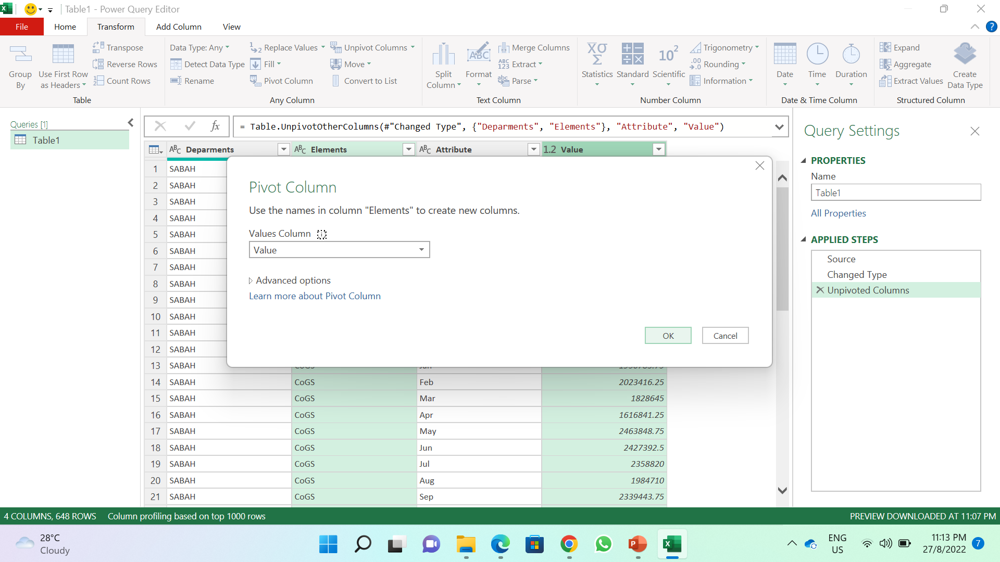 Table1 - Power Query Editor
File
Home
Transform
Add Column
View
?
Group By
Use First Row as Headers
Transpose
Reverse Rows
Count Rows
Table
Data Type: Any
Detect Data Type
Rename
Replace Values
Fill
Pivot Column
Unpivot Columns
Move
Convert to List
Any Column
Split Column
Format
Merge Columns
Extract
Parse
Text Column
Statistics
Standard
Scientific
Trigonometry
Rounding
Information
Number Column
Date
Time
Duration
Date & Time Column
Expand
Aggregate
Extract Values
Create Data Type
Structured Column
Queries [1]
Table1
fx
= Table.UnpivotOtherColumns(#"Changed Type", {"Deparments", "Elements"}, "Attribute", "Value")
Deparments
Elements
Attribute
1.2 Value
1 SABAH
2 SABAH
3 SABAH
4 SABAH
5 SABAH
6 SABAH
7 SABAH
8 SABAH
9 SABAH
10 SABAH
11 SABAH
12 SABAH
13 SABAH
14 SABAH CoGS Feb 2023416.25
15 SABAH CoGS Mar 1828645
16 SABAH CoGS Apr 1616841.25
17 SABAH CoGS May 2463848.75
18 SABAH CoGS Jun 2427392.5
19 SABAH CoGS Jul 2358820
20 SABAH CoGS Aug 1984710
21 SABAH CoGS Sep 2339443.75
Pivot Column
Use the names in column "Elements" to create new columns.
Values Column
Value
Advanced options
Learn more about Pivot Column
OK
Cancel
Query Settings
PROPERTIES
Name
Table1
All Properties
APPLIED STEPS
Source
Changed Type
Unpivoted Columns
4 COLUMNS, 648 ROWS
Column profiling based on top 1000 rows
PREVIEW DOWNLOADED AT 11:07 PM
28°C
Cloudy
ENG
US
11:13 PM
27/8/2022
7